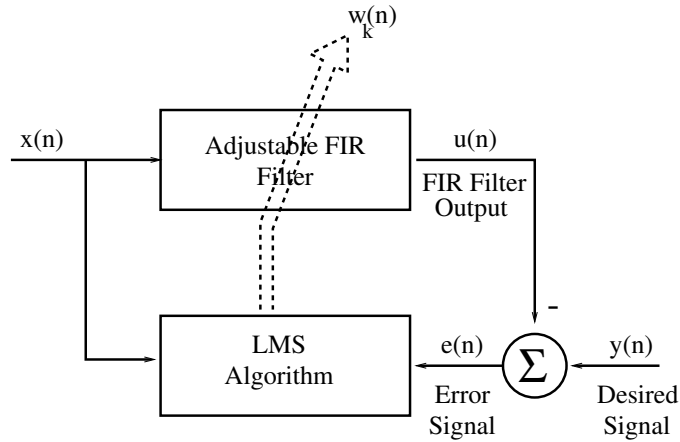 w_k(n)
x(n)
Adjustable FIR
Filter
u(n)
FIR Filter
Output
-
LMS
Algorithm
e(n)
Error
Signal
Σ
y(n)
Desired
Signal